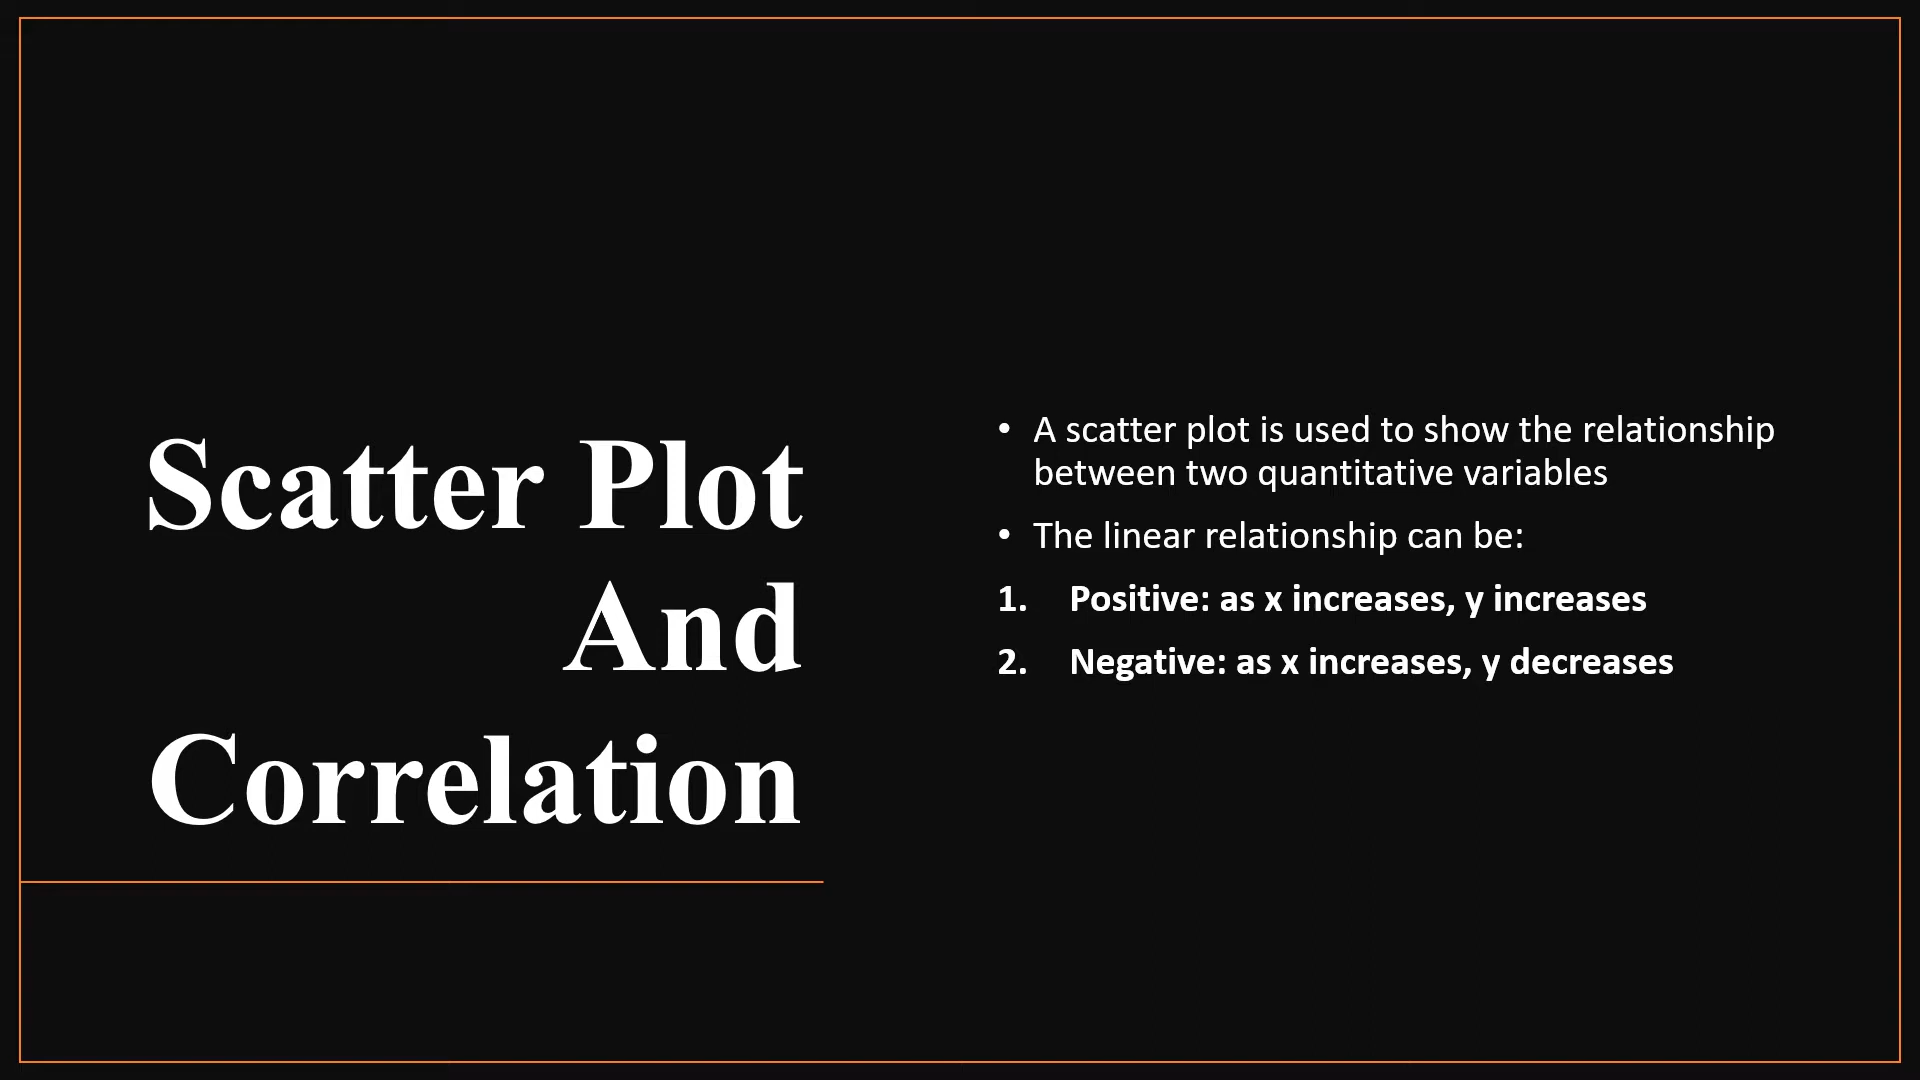 Scatter Plot
And
Correlation
• A scatter plot is used to show the relationship
between two quantitative variables
• The linear relationship can be:
1. Positive: as x increases, y increases
2. Negative: as x increases, y decreases